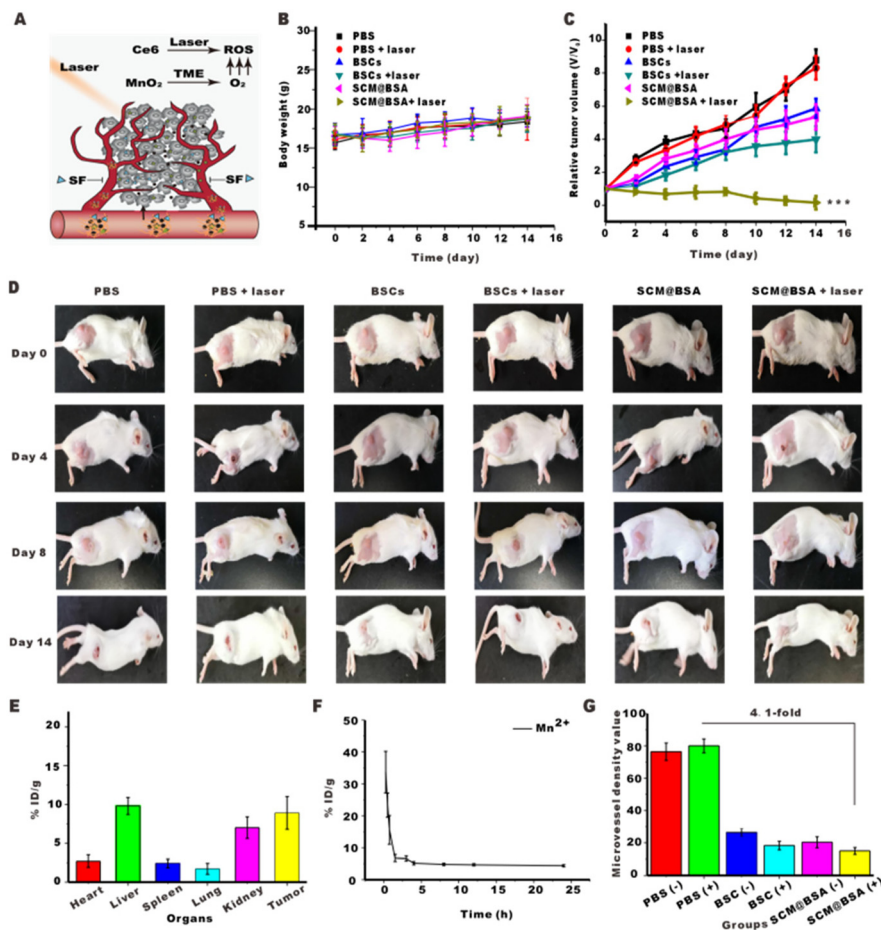 A
Laser
Ce6 ROS
Laser
MnO₂ TME O₂
SF SF
B
PBS
PBS + laser
BSCs
BSCs +laser
SCM@BSA
SCM@BSA+laser
Body weight (g)
30
25
20
15
10
5
0 2 4 6 8 10 12 14 16
Time (day)
C
PBS
PBS + laser
BSCs
BSCs +laser
SCM@BSA
SCM@BSA + laser
Relative tumor volume (V/V₀)
10
8
6
4
2
0
***
0 2 4 6 8 10 12 14 16
Time (day)
D
PBS PBS + laser BSCs BSCs + laser SCM@BSA SCM@BSA + laser
Day 0
Day 4
Day 8
Day 14
E
% ID/g
20
15
10
5
0
Heart Liver Spleen Lung Kidney Tumor
Organs
F
Mn2+
% ID/g
50
40
30
20
10
0
0 5 10 15 20 25
Time (h)
G
4. 1-fold
Microvessel density value
100
80
60
40
20
0
PBS (-) PBS (+) BSC (-) BSC (+) SCM@BSA (-) SCM@BSA (+)
Groups